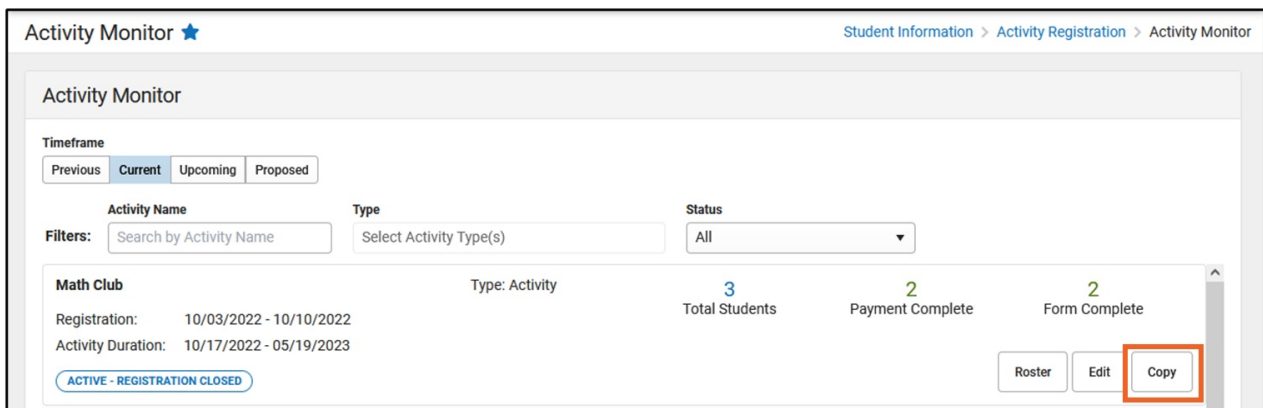 Activity Monitor
Student Information > Activity Registration > Activity Monitor
Activity Monitor
Timeframe
Previous Current Upcoming Proposed
Activity Name Type Status
Filters: Search by Activity Name Select Activity Type(s) All
Math Club Type: Activity 3 2 2
Total Students Payment Complete Form Complete
Registration: 10/03/2022 - 10/10/2022
Activity Duration: 10/17/2022 - 05/19/2023
ACTIVE - REGISTRATION CLOSED Roster Edit Copy